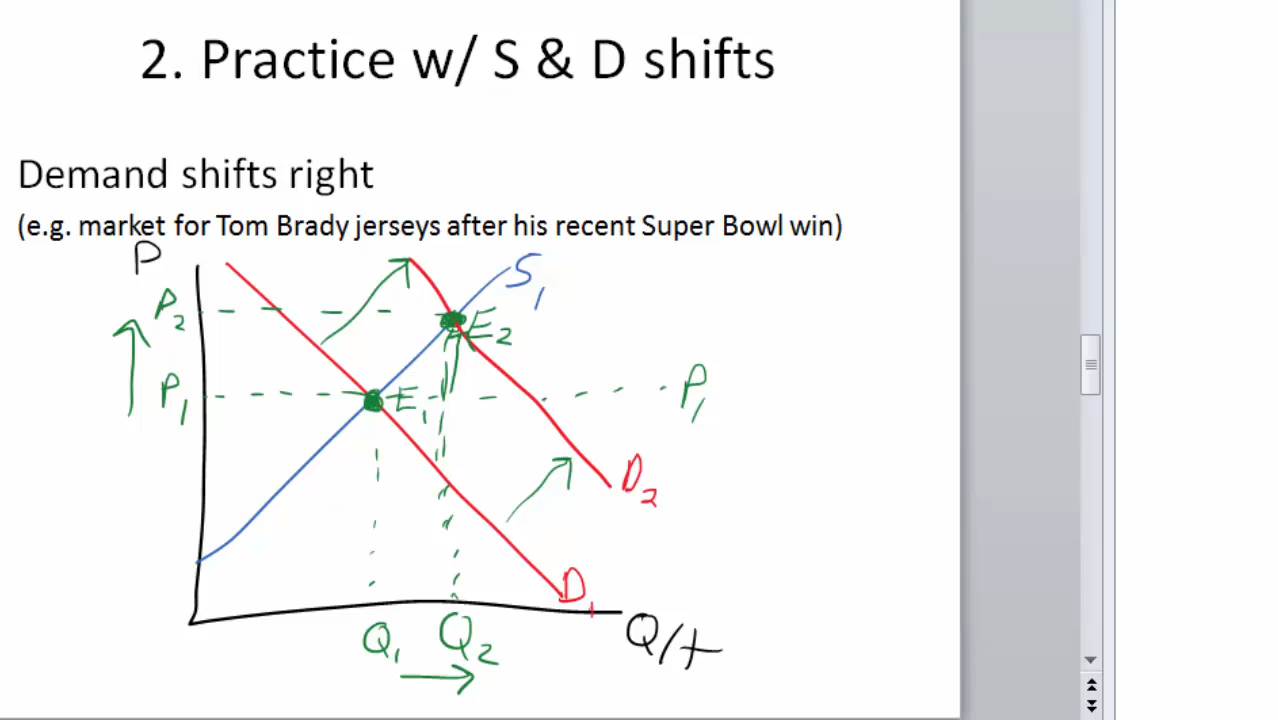 2. Practice w/ S & D shifts
Demand shifts right
(e.g. market for Tom Brady jerseys after his recent Super Bowl win)
P
S1
P2
E2
P1
E1
P1
D2
D1
Q1
Q2
Q/t